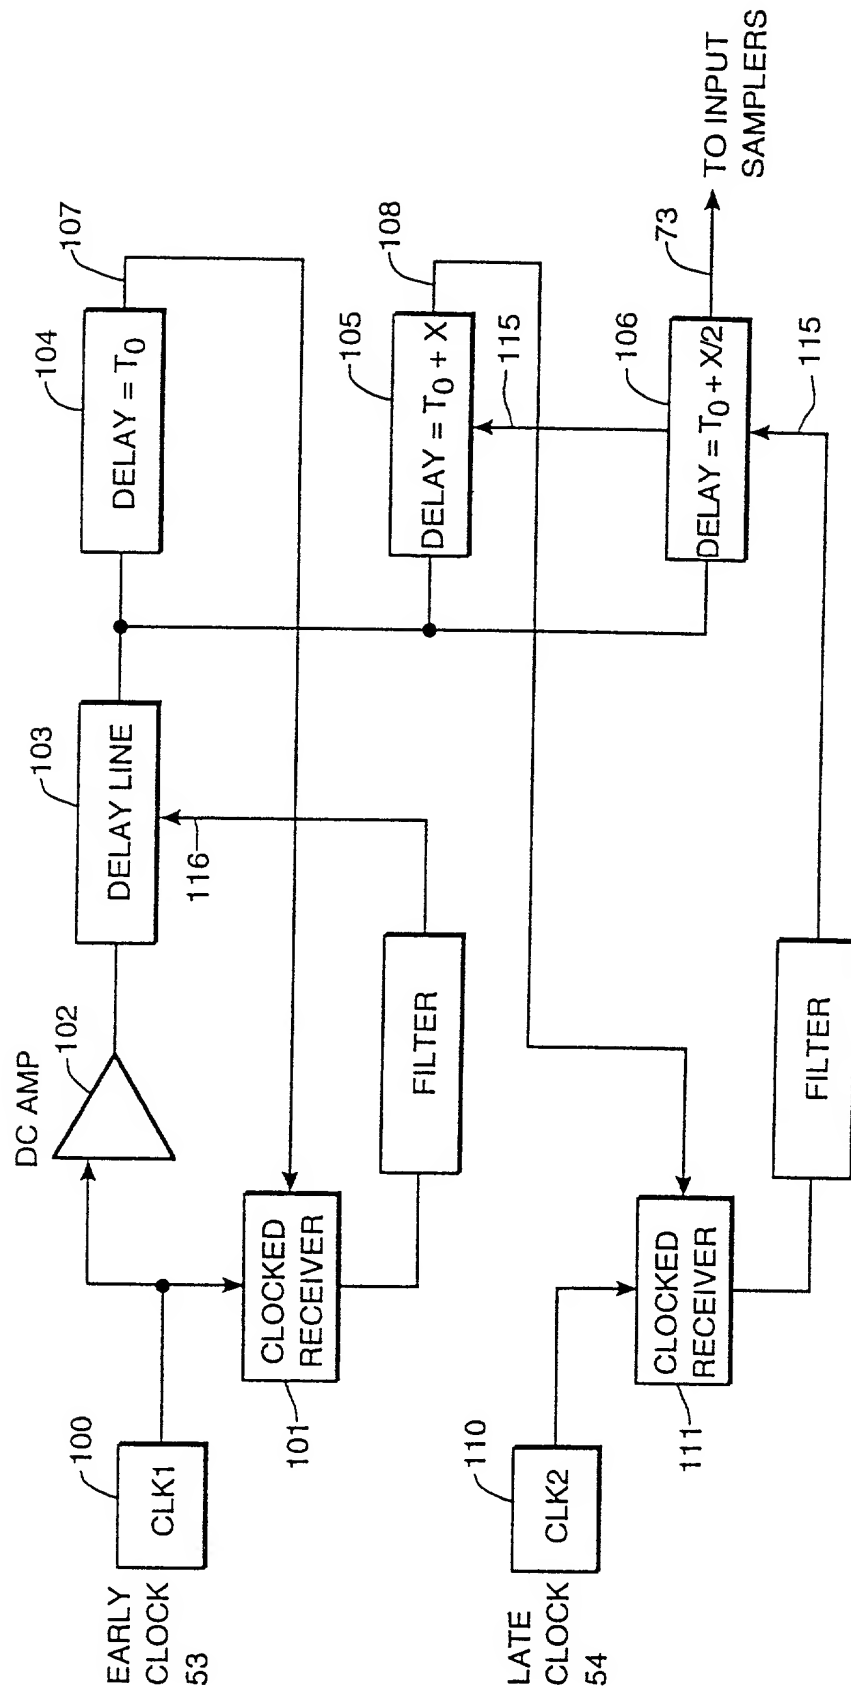 EARLY
CLOCK
53
100
CLK1
DC AMP
102
103
DELAY LINE
104
DELAY = T₀
107
101
CLOCKED
RECEIVER
FILTER
116
105
DELAY = T₀ + X
108
115
LATE
CLOCK
54
110
CLK2
111
CLOCKED
RECEIVER
FILTER
106
DELAY = T₀ + X/2
115
73
TO INPUT
SAMPLERS